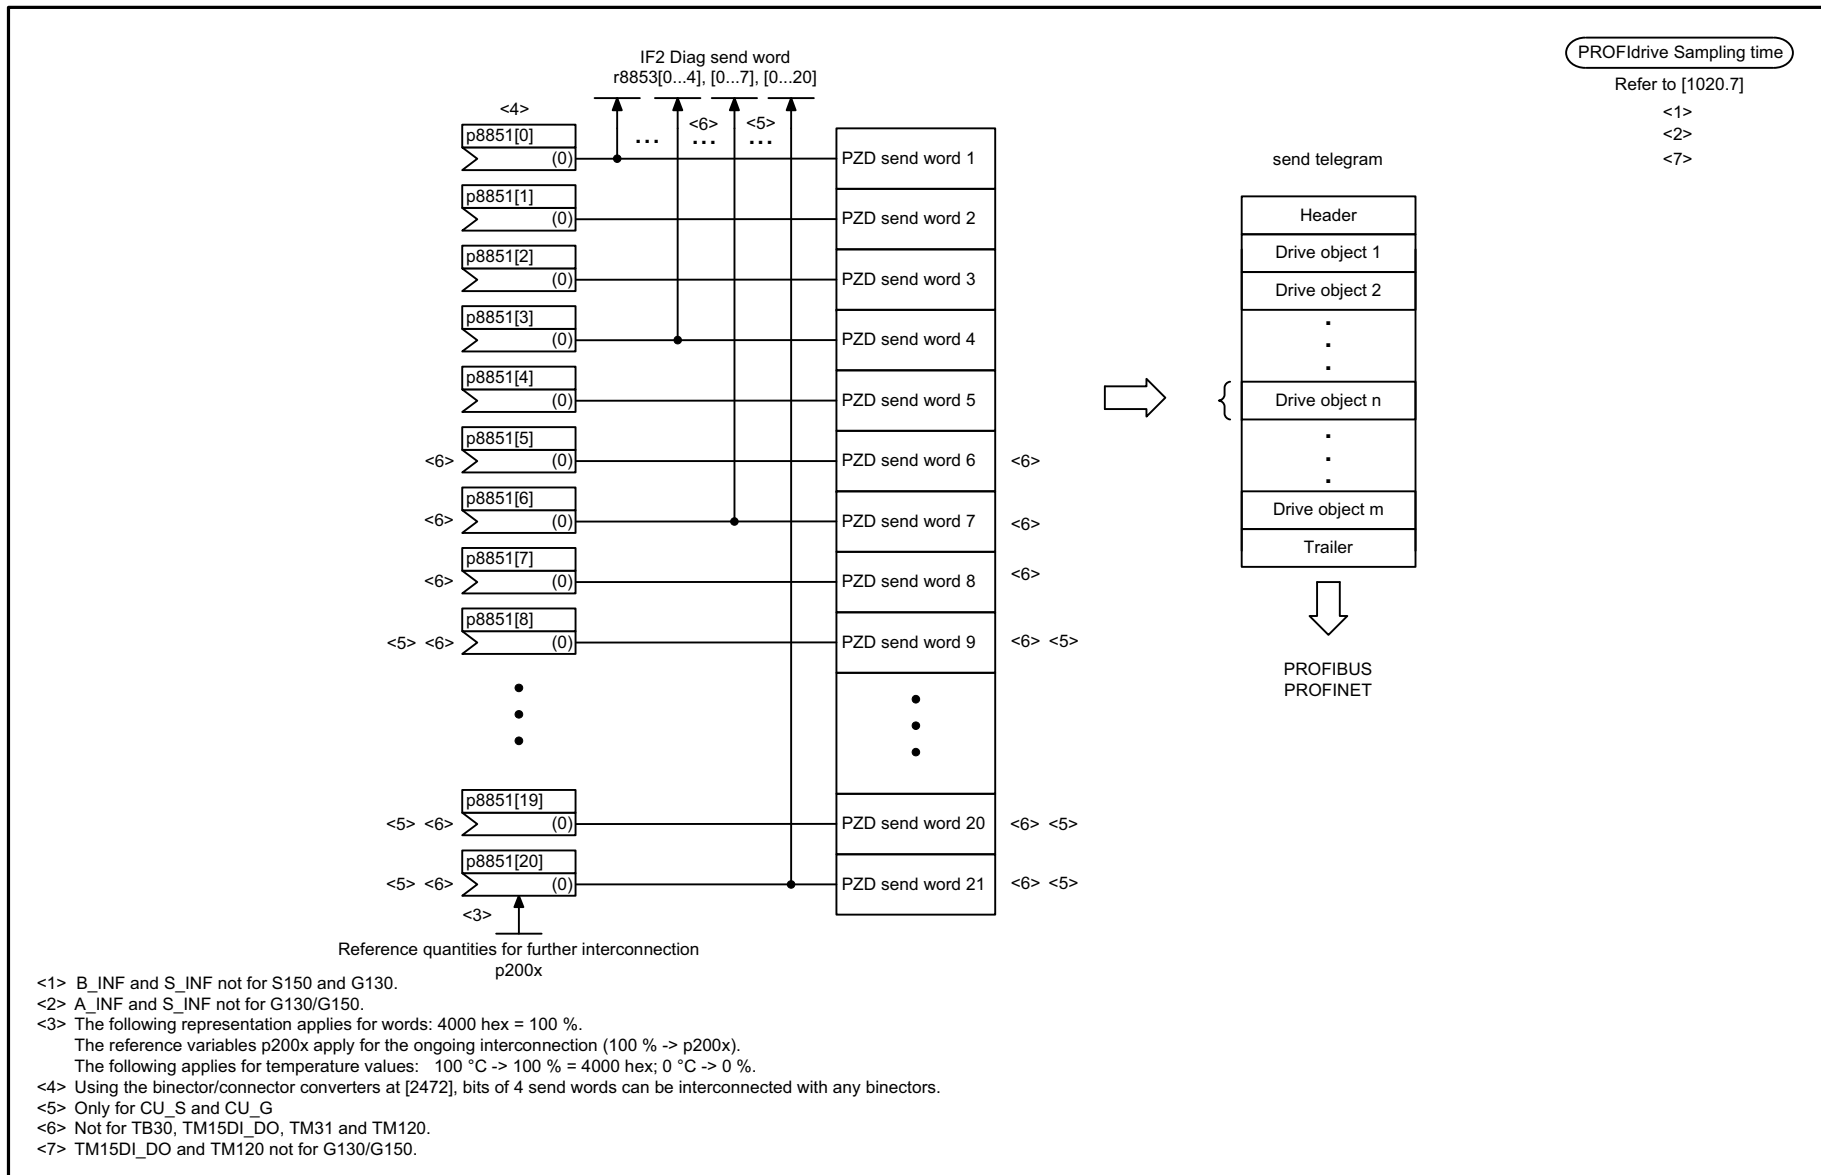 IF2 Diag send word
r8853[0...4], [0...7], [0...20]
PROFIdrive Sampling time
Refer to [1020.7]
<1>
<2>
<7>
<4>
<6>
<5>
... ... ...
p8851[0]
(0)
PZD send word 1
p8851[1]
(0)
PZD send word 2
p8851[2]
(0)
PZD send word 3
p8851[3]
(0)
PZD send word 4
p8851[4]
(0)
PZD send word 5
p8851[5]
<6> (0)
PZD send word 6 <6>
p8851[6]
<6> (0)
PZD send word 7 <6>
p8851[7]
<6> (0)
PZD send word 8 <6>
p8851[8]
<5> <6> (0)
PZD send word 9 <6> <5>
p8851[19]
<5> <6> (0)
PZD send word 20 <6> <5>
p8851[20]
<5> <6> (0)
PZD send word 21 <6> <5>
<3>
Reference quantities for further interconnection
p200x
send telegram
Header
Drive object 1
Drive object 2
Drive object n
{
Drive object m
Trailer
PROFIBUS
PROFINET
<1> B_INF and S_INF not for S150 and G130.
<2> A_INF and S_INF not for G130/G150.
<3> The following representation applies for words: 4000 hex = 100 %.
The reference variables p200x apply for the ongoing interconnection (100 % -> p200x).
The following applies for temperature values: 100 °C -> 100 % = 4000 hex; 0 °C -> 0 %.
<4> Using the binector/connector converters at [2472], bits of 4 send words can be interconnected with any binectors.
<5> Only for CU_S and CU_G
<6> Not for TB30, TM15DI_DO, TM31 and TM120.
<7> TM15DI_DO and TM120 not for G130/G150.